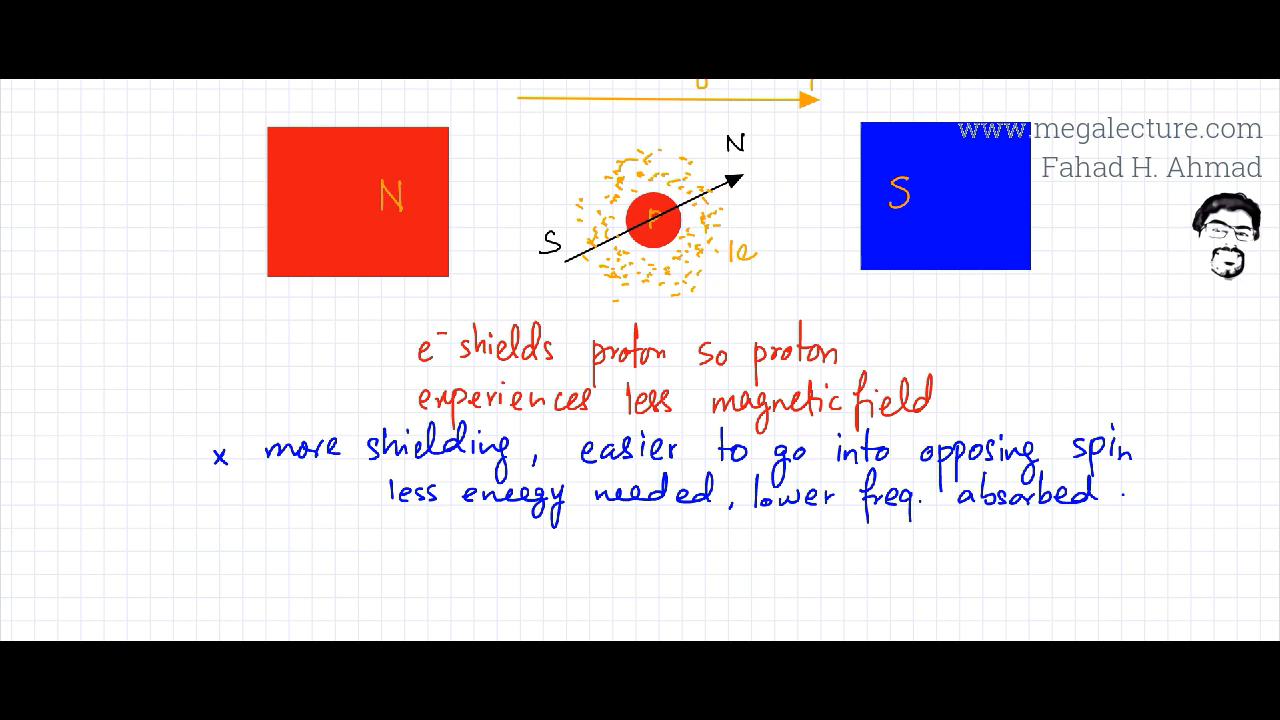 www.megalecture.com
Fahad H. Ahmad
N
N
S
S
P
1e
e⁻ shields proton so proton
experiences less magnetic field
x more shielding, easier to go into opposing spin
less energy needed, lower freq. absorbed.